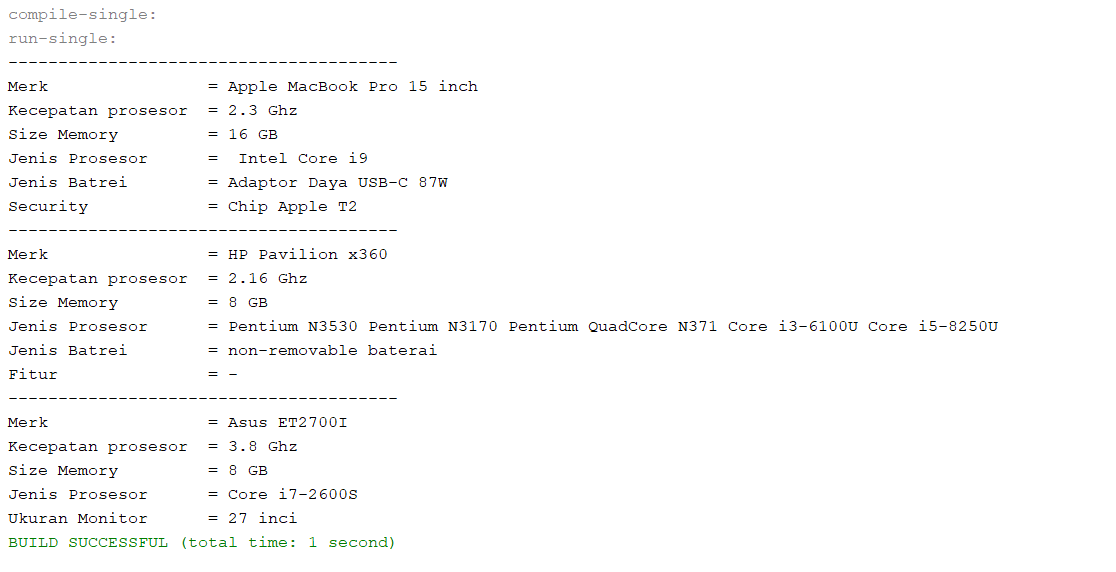 compile-single:
run-single:
---------------------------------------
Merk                = Apple MacBook Pro 15 inch
Kecepatan prosesor  = 2.3 Ghz
Size Memory         = 16 GB
Jenis Prosesor      =  Intel Core i9
Jenis Batrei        = Adaptor Daya USB-C 87W
Security            = Chip Apple T2
---------------------------------------
Merk                = HP Pavilion x360
Kecepatan prosesor  = 2.16 Ghz
Size Memory         = 8 GB
Jenis Prosesor      = Pentium N3530 Pentium N3170 Pentium QuadCore N371 Core i3-6100U Core i5-8250U
Jenis Batrei        = non-removable baterai
Fitur               = -
---------------------------------------
Merk                = Asus ET2700I
Kecepatan prosesor  = 3.8 Ghz
Size Memory         = 8 GB
Jenis Prosesor      = Core i7-2600S
Ukuran Monitor      = 27 inci
BUILD SUCCESSFUL (total time: 1 second)